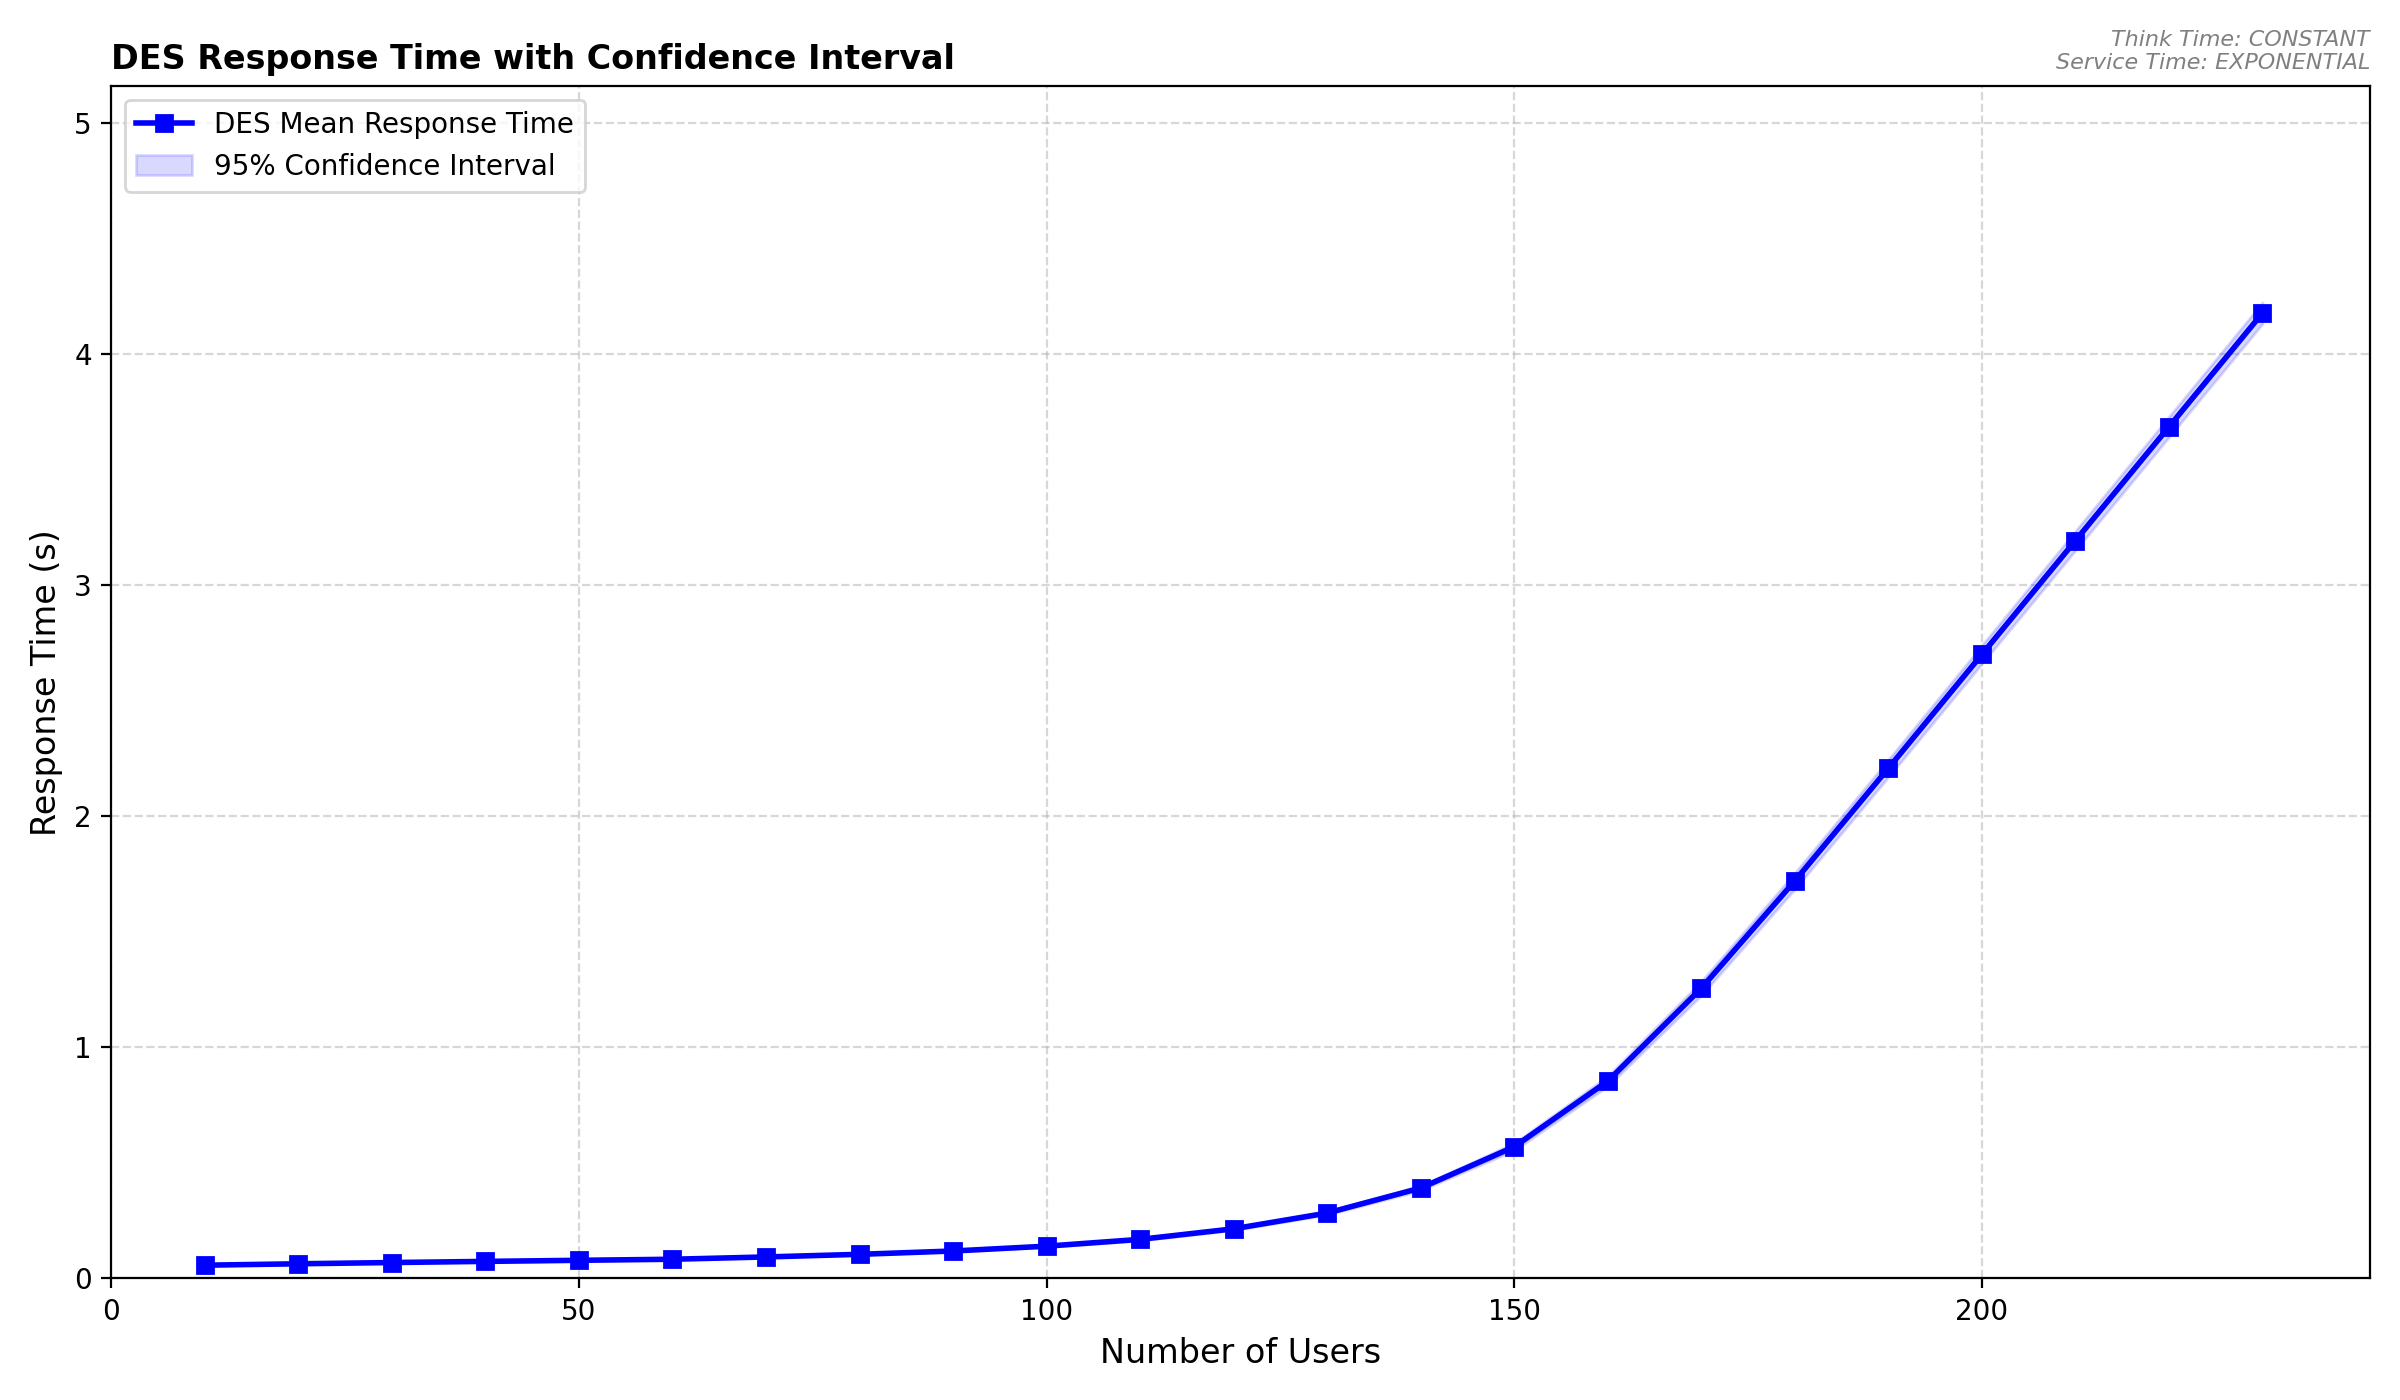 DES Response Time with Confidence Interval
Think Time: CONSTANT
Service Time: EXPONENTIAL
DES Mean Response Time
95% Confidence Interval
5
4
3
2
1
0
Response Time (s)
0 50 100 150 200
Number of Users